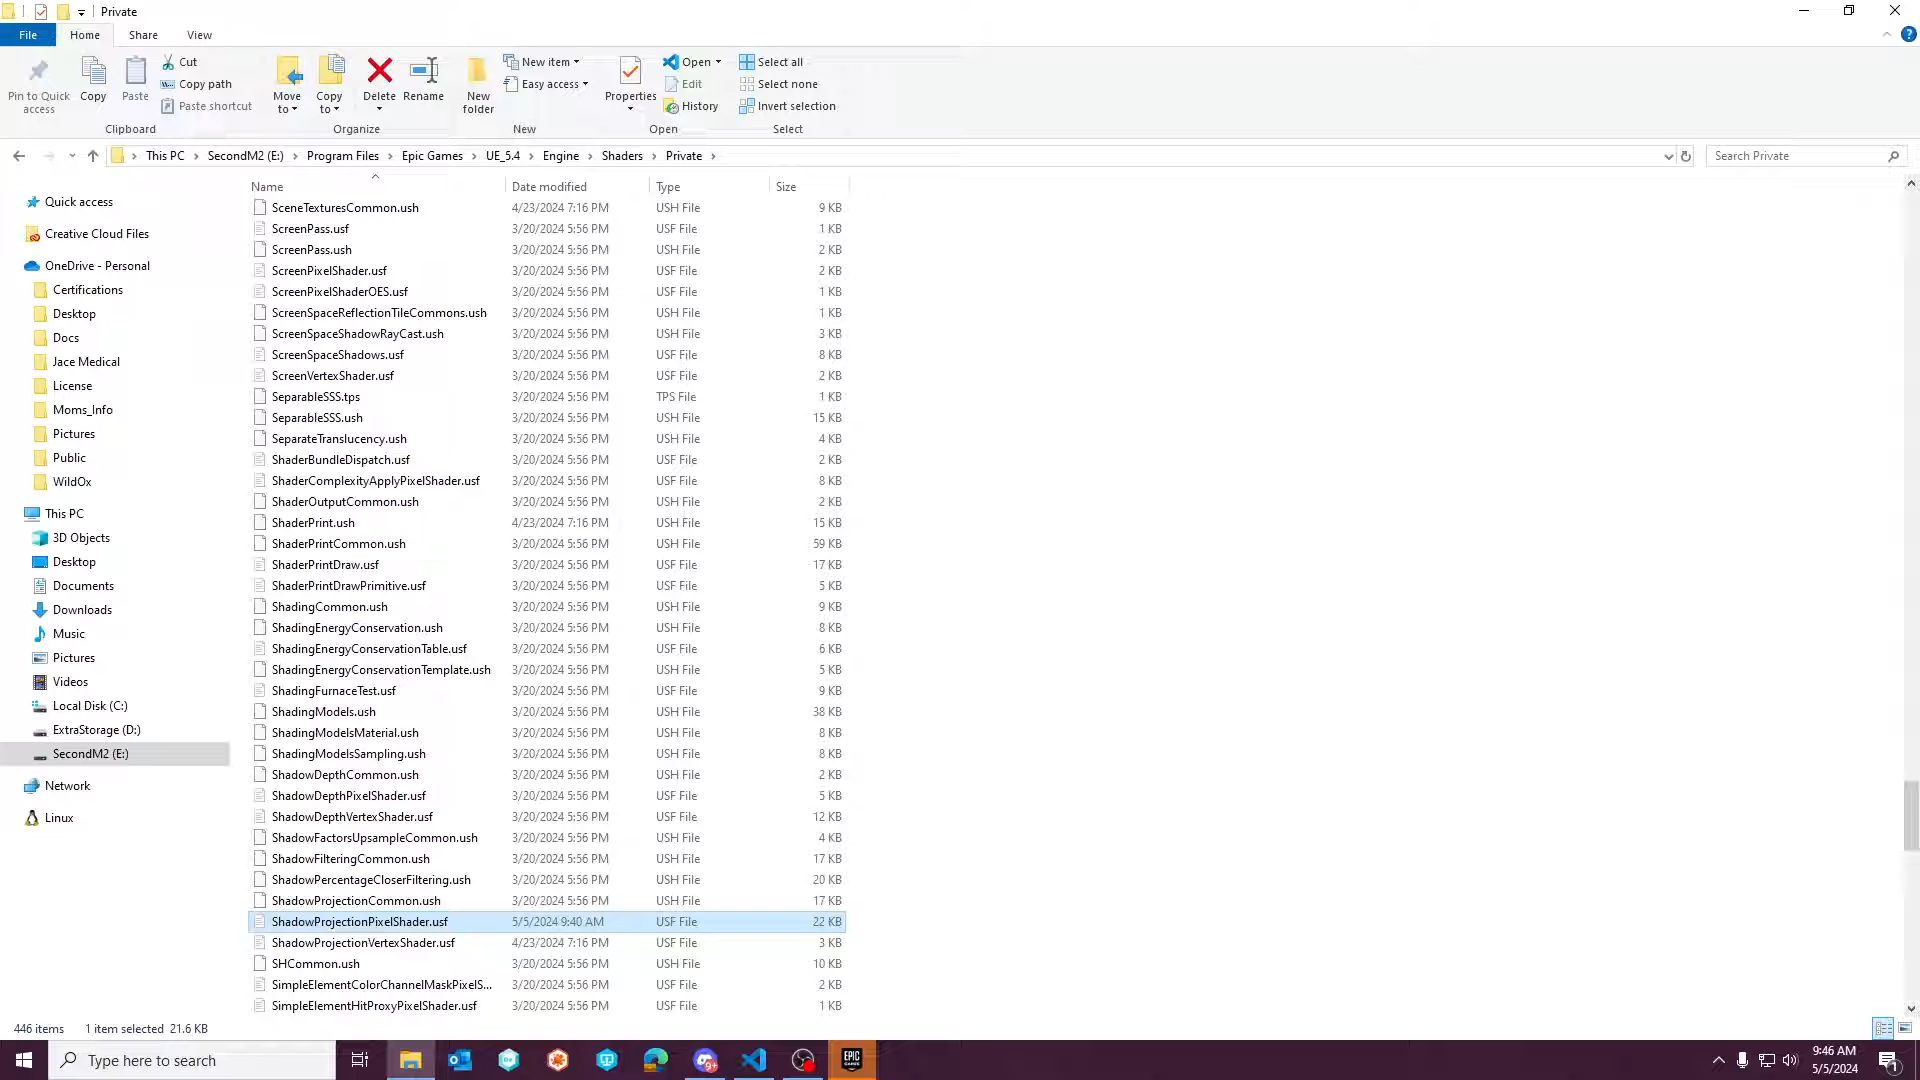 Private
File Home Share View
Pin to Quick access
Copy
Paste
Cut
Copy path
Paste shortcut
Clipboard
Move to
Copy to
Delete
Rename
Organize
New folder
New item
Easy access
New
Properties
Open
Edit
History
Open
Select all
Select none
Invert selection
Select
This PC > SecondM2 (E:) > Program Files > Epic Games > UE_5.4 > Engine > Shaders > Private >
Search Private
Quick access
Creative Cloud Files
OneDrive - Personal
Certifications
Desktop
Docs
Jace Medical
License
Moms_Info
Pictures
Public
WildOx
This PC
3D Objects
Desktop
Documents
Downloads
Music
Pictures
Videos
Local Disk (C:)
ExtraStorage (D:)
SecondM2 (E:)
Network
Linux
Name Date modified Type Size
SceneTexturesCommon.ush 4/23/2024 7:16 PM USH File 9 KB
ScreenPass.usf 3/20/2024 5:56 PM USF File 1 KB
ScreenPass.ush 3/20/2024 5:56 PM USH File 2 KB
ScreenPixelShader.usf 3/20/2024 5:56 PM USF File 2 KB
ScreenPixelShaderOES.usf 3/20/2024 5:56 PM USF File 1 KB
ScreenSpaceReflectionTileCommons.ush 3/20/2024 5:56 PM USH File 1 KB
ScreenSpaceShadowRayCast.ush 3/20/2024 5:56 PM USH File 3 KB
ScreenSpaceShadows.usf 3/20/2024 5:56 PM USF File 8 KB
ScreenVertexShader.usf 3/20/2024 5:56 PM USF File 2 KB
SeparableSSS.tps 3/20/2024 5:56 PM TPS File 1 KB
SeparableSSS.ush 3/20/2024 5:56 PM USH File 15 KB
SeparateTranslucency.ush 3/20/2024 5:56 PM USH File 4 KB
ShaderBundleDispatch.usf 3/20/2024 5:56 PM USF File 2 KB
ShaderComplexityApplyPixelShader.usf 3/20/2024 5:56 PM USF File 8 KB
ShaderOutputCommon.ush 3/20/2024 5:56 PM USH File 2 KB
ShaderPrint.ush 4/23/2024 7:16 PM USH File 15 KB
ShaderPrintCommon.ush 3/20/2024 5:56 PM USH File 59 KB
ShaderPrintDraw.usf 3/20/2024 5:56 PM USF File 17 KB
ShaderPrintDrawPrimitive.usf 3/20/2024 5:56 PM USF File 5 KB
ShadingCommon.ush 3/20/2024 5:56 PM USH File 9 KB
ShadingEnergyConservation.ush 3/20/2024 5:56 PM USH File 8 KB
ShadingEnergyConservationTable.usf 3/20/2024 5:56 PM USF File 6 KB
ShadingEnergyConservationTemplate.ush 3/20/2024 5:56 PM USH File 5 KB
ShadingFurnaceTest.usf 3/20/2024 5:56 PM USF File 9 KB
ShadingModels.ush 3/20/2024 5:56 PM USH File 38 KB
ShadingModelsMaterial.ush 3/20/2024 5:56 PM USH File 8 KB
ShadingModelsSampling.ush 3/20/2024 5:56 PM USH File 8 KB
ShadowDepthCommon.ush 3/20/2024 5:56 PM USH File 2 KB
ShadowDepthPixelShader.usf 3/20/2024 5:56 PM USF File 5 KB
ShadowDepthVertexShader.usf 3/20/2024 5:56 PM USF File 12 KB
ShadowFactorsUpsampleCommon.ush 3/20/2024 5:56 PM USH File 4 KB
ShadowFilteringCommon.ush 3/20/2024 5:56 PM USH File 17 KB
ShadowPercentageCloserFiltering.ush 3/20/2024 5:56 PM USH File 20 KB
ShadowProjectionCommon.ush 3/20/2024 5:56 PM USH File 17 KB
ShadowProjectionPixelShader.usf 5/5/2024 9:40 AM USF File 22 KB
ShadowProjectionVertexShader.usf 4/23/2024 7:16 PM USF File 3 KB
SHCommon.ush 3/20/2024 5:56 PM USH File 10 KB
SimpleElementColorChannelMaskPixelS... 3/20/2024 5:56 PM USF File 2 KB
SimpleElementHitProxyPixelShader.usf 3/20/2024 5:56 PM USF File 1 KB
446 items 1 item selected 21.6 KB
Type here to search
9+
EPIC GAMES
9:46 AM
5/5/2024
1